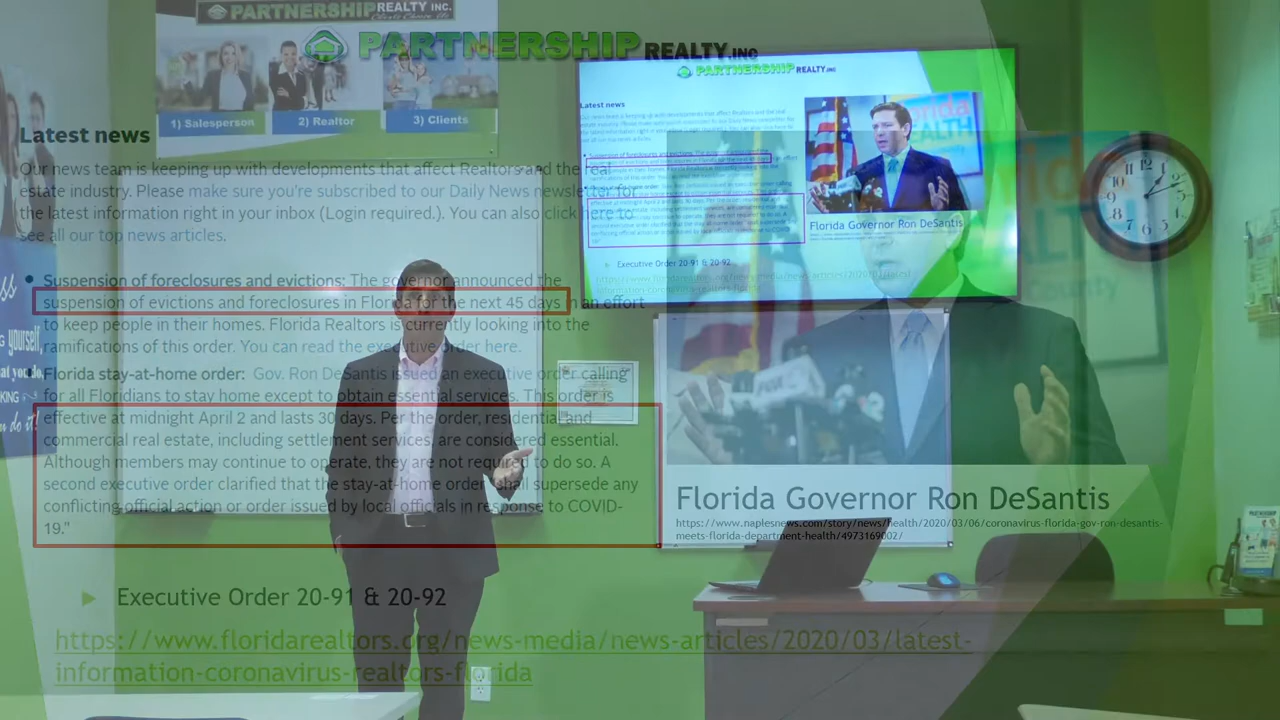 PARTNERSHIP REALTY INC.
PARTNERSHIP REALTY.INC
PARTNERSHIP REALTY.INC
1) Salesperson
2) Realtor
3) Clients
Latest news
Our news team is keeping up with developments that affect Realtors and the real
estate industry. Please make sure you're subscribed to our Daily News newsletter for
the latest information right in your inbox (Login required.). You can also click here to
see all our top news articles.
• Suspension of foreclosures and evictions: The governor announced the
suspension of evictions and foreclosures in Florida for the next 45 days in an effort
to keep people in their homes. Florida Realtors is currently looking into the
ramifications of this order. You can read the executive order here.
• Florida stay-at-home order: Gov. Ron DeSantis issued an executive order calling
for all Floridians to stay home except to obtain essential services. This order is
effective at midnight April 2 and lasts 30 days. Per the order, residential and
commercial real estate, including settlement services, are considered essential.
Although members may continue to operate, they are not required to do so. A
second executive order clarified that the stay-at-home order "shall supersede any
conflicting official action or order issued by local officials in response to COVID-
19."
Executive Order 20-91 & 20-92
https://www.floridarealtors.org/news-media/news-articles/2020/03/latest-
information-coronavirus-realtors-florida
Latest news
Executive Order 20-91 & 20-92
Florida Governor Ron DeSantis
Florida Governor Ron DeSantis
https://www.naplesnews.com/story/news/health/2020/03/06/coronavirus-florida-gov-ron-desantis-
meets-florida-department-health/4973169002/
yourself,